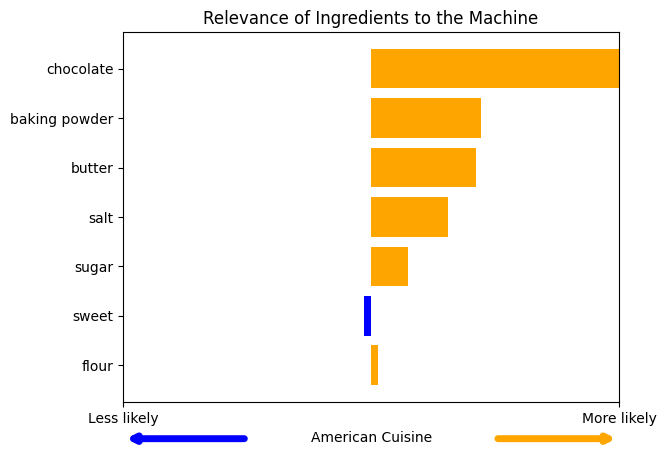 Relevance of Ingredients to the Machine
chocolate
baking powder
butter
salt
sugar
sweet
flour
Less likely
More likely
American Cuisine